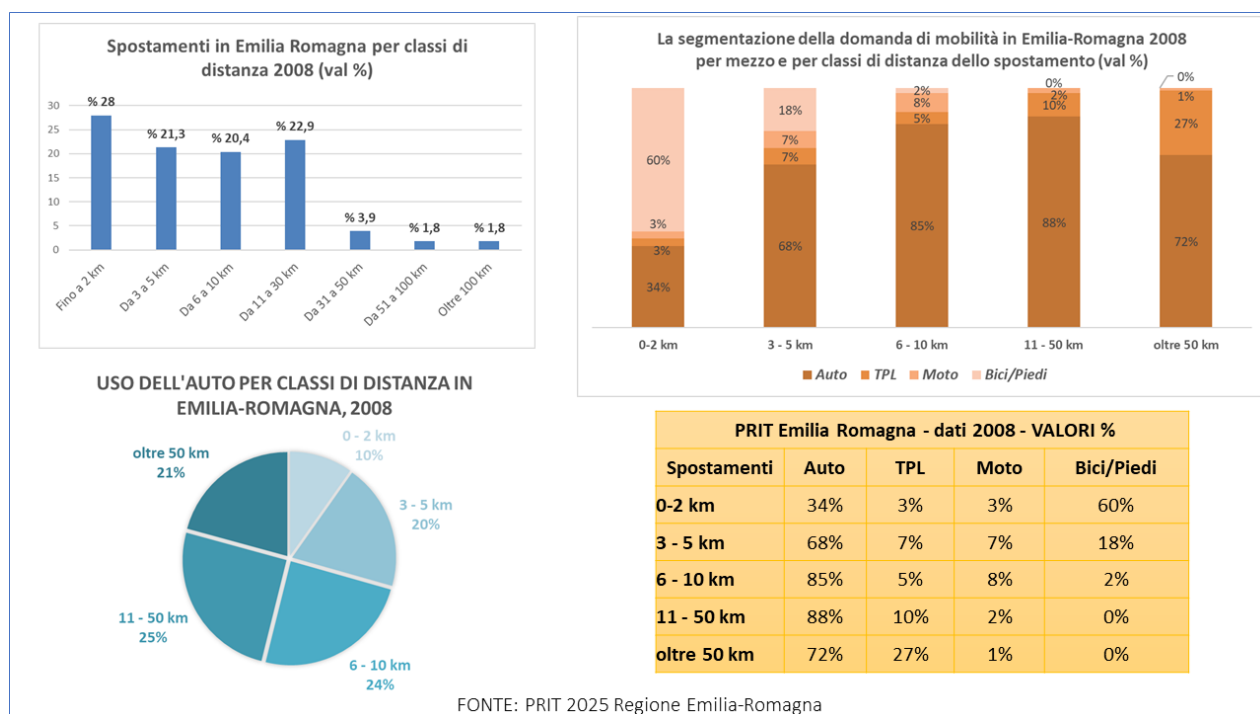 Spostamenti in Emilia Romagna per classi di
distanza 2008 (val %)
30
25
20
15
10
5
0
% 28
% 21,3
% 20,4
% 22,9
% 3,9
% 1,8
% 1,8
Fino a 2 km
Da 3 a 5 km
Da 6 a 10 km
Da 11 a 30 km
Da 31 a 50 km
Da 51 a 100 km
Oltre 100 km
La segmentazione della domanda di mobilità in Emilia-Romagna 2008
per mezzo e per classi di distanza dello spostamento (val %)
60%
3%
3%
34%
18%
7%
7%
68%
2%
8%
5%
85%
0%
2%
10%
88%
0%
1%
27%
72%
0-2 km
3 - 5 km
6 - 10 km
11 - 50 km
oltre 50 km
Auto TPL Moto Bici/Piedi
USO DELL'AUTO PER CLASSI DI DISTANZA IN
EMILIA-ROMAGNA, 2008
0 - 2 km
10%
3 - 5 km
20%
6 - 10 km
24%
11 - 50 km
25%
oltre 50 km
21%
PRIT Emilia Romagna - dati 2008 - VALORI %
Spostamenti Auto TPL Moto Bici/Piedi
0-2 km 34% 3% 3% 60%
3 - 5 km 68% 7% 7% 18%
6 - 10 km 85% 5% 8% 2%
11 - 50 km 88% 10% 2% 0%
oltre 50 km 72% 27% 1% 0%
FONTE: PRIT 2025 Regione Emilia-Romagna